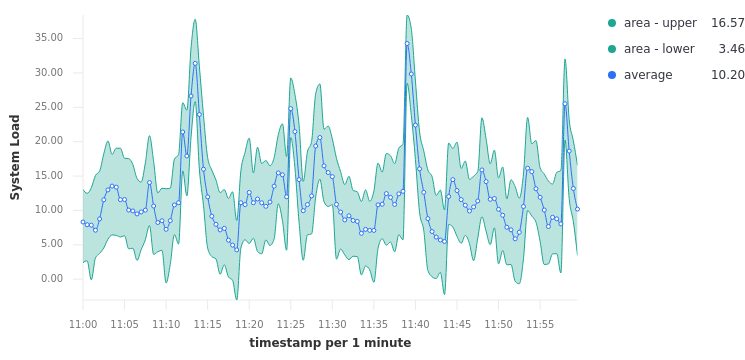 area - upper 16.57
area - lower 3.46
average 10.20
System Load
35.00
30.00
25.00
20.00
15.00
10.00
5.00
0.00
11:00 11:05 11:10 11:15 11:20 11:25 11:30 11:35 11:40 11:45 11:50 11:55
timestamp per 1 minute